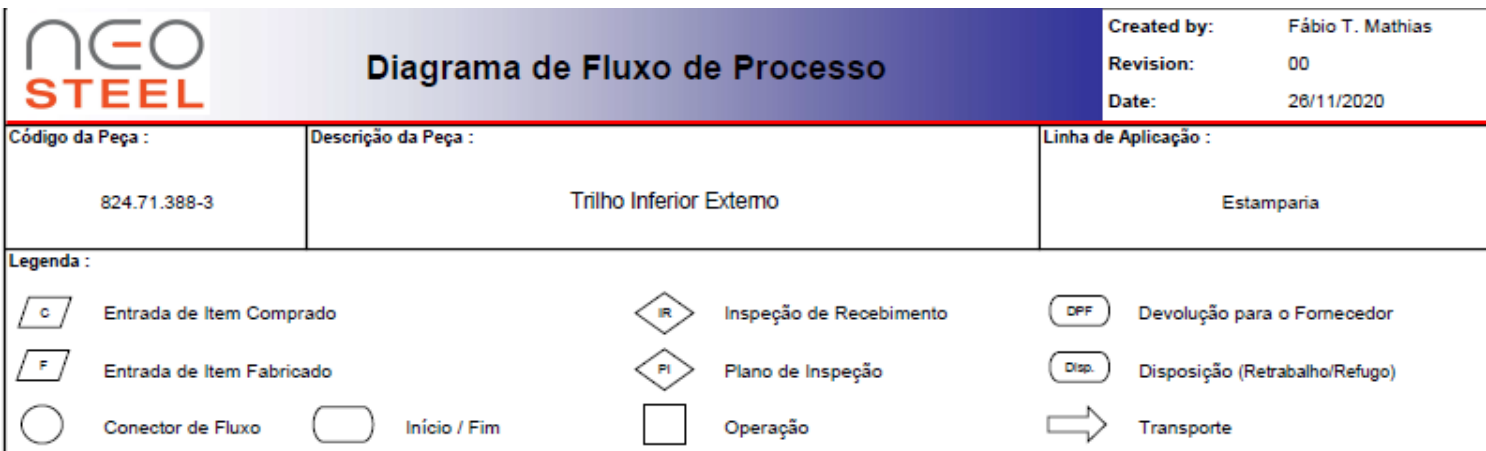 NEO
STEEL
Diagrama de Fluxo de Processo
Created by: Fábio T. Mathias
Revision: 00
Date: 26/11/2020
Código da Peça :
824.71.388-3
Descrição da Peça :
Trilho Inferior Externo
Linha de Aplicação :
Estamparia
Legenda :
C Entrada de Item Comprado
IR Inspeção de Recebimento
DPF Devolução para o Fornecedor
F Entrada de Item Fabricado
PI Plano de Inspeção
Disp. Disposição (Retrabalho/Refugo)
Conector de Fluxo
Início / Fim
Operação
Transporte